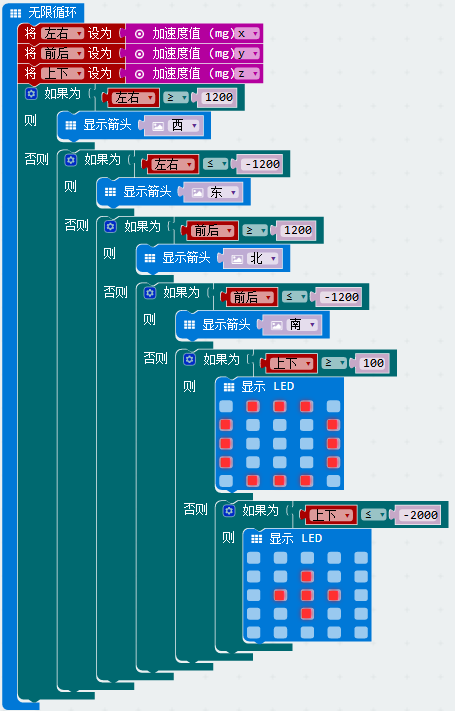 无限循环
将 左右 设为 加速度值 (mg) x
将 前后 设为 加速度值 (mg) y
将 上下 设为 加速度值 (mg) z
如果为 左右 ≥ 1200
则 显示箭头 西
否则 如果为 左右 ≤ -1200
则 显示箭头 东
否则 如果为 前后 ≥ 1200
则 显示箭头 北
否则 如果为 前后 ≤ -1200
则 显示箭头 南
否则 如果为 上下 ≥ 100
则 显示 LED
否则 如果为 上下 ≤ -2000
则 显示 LED